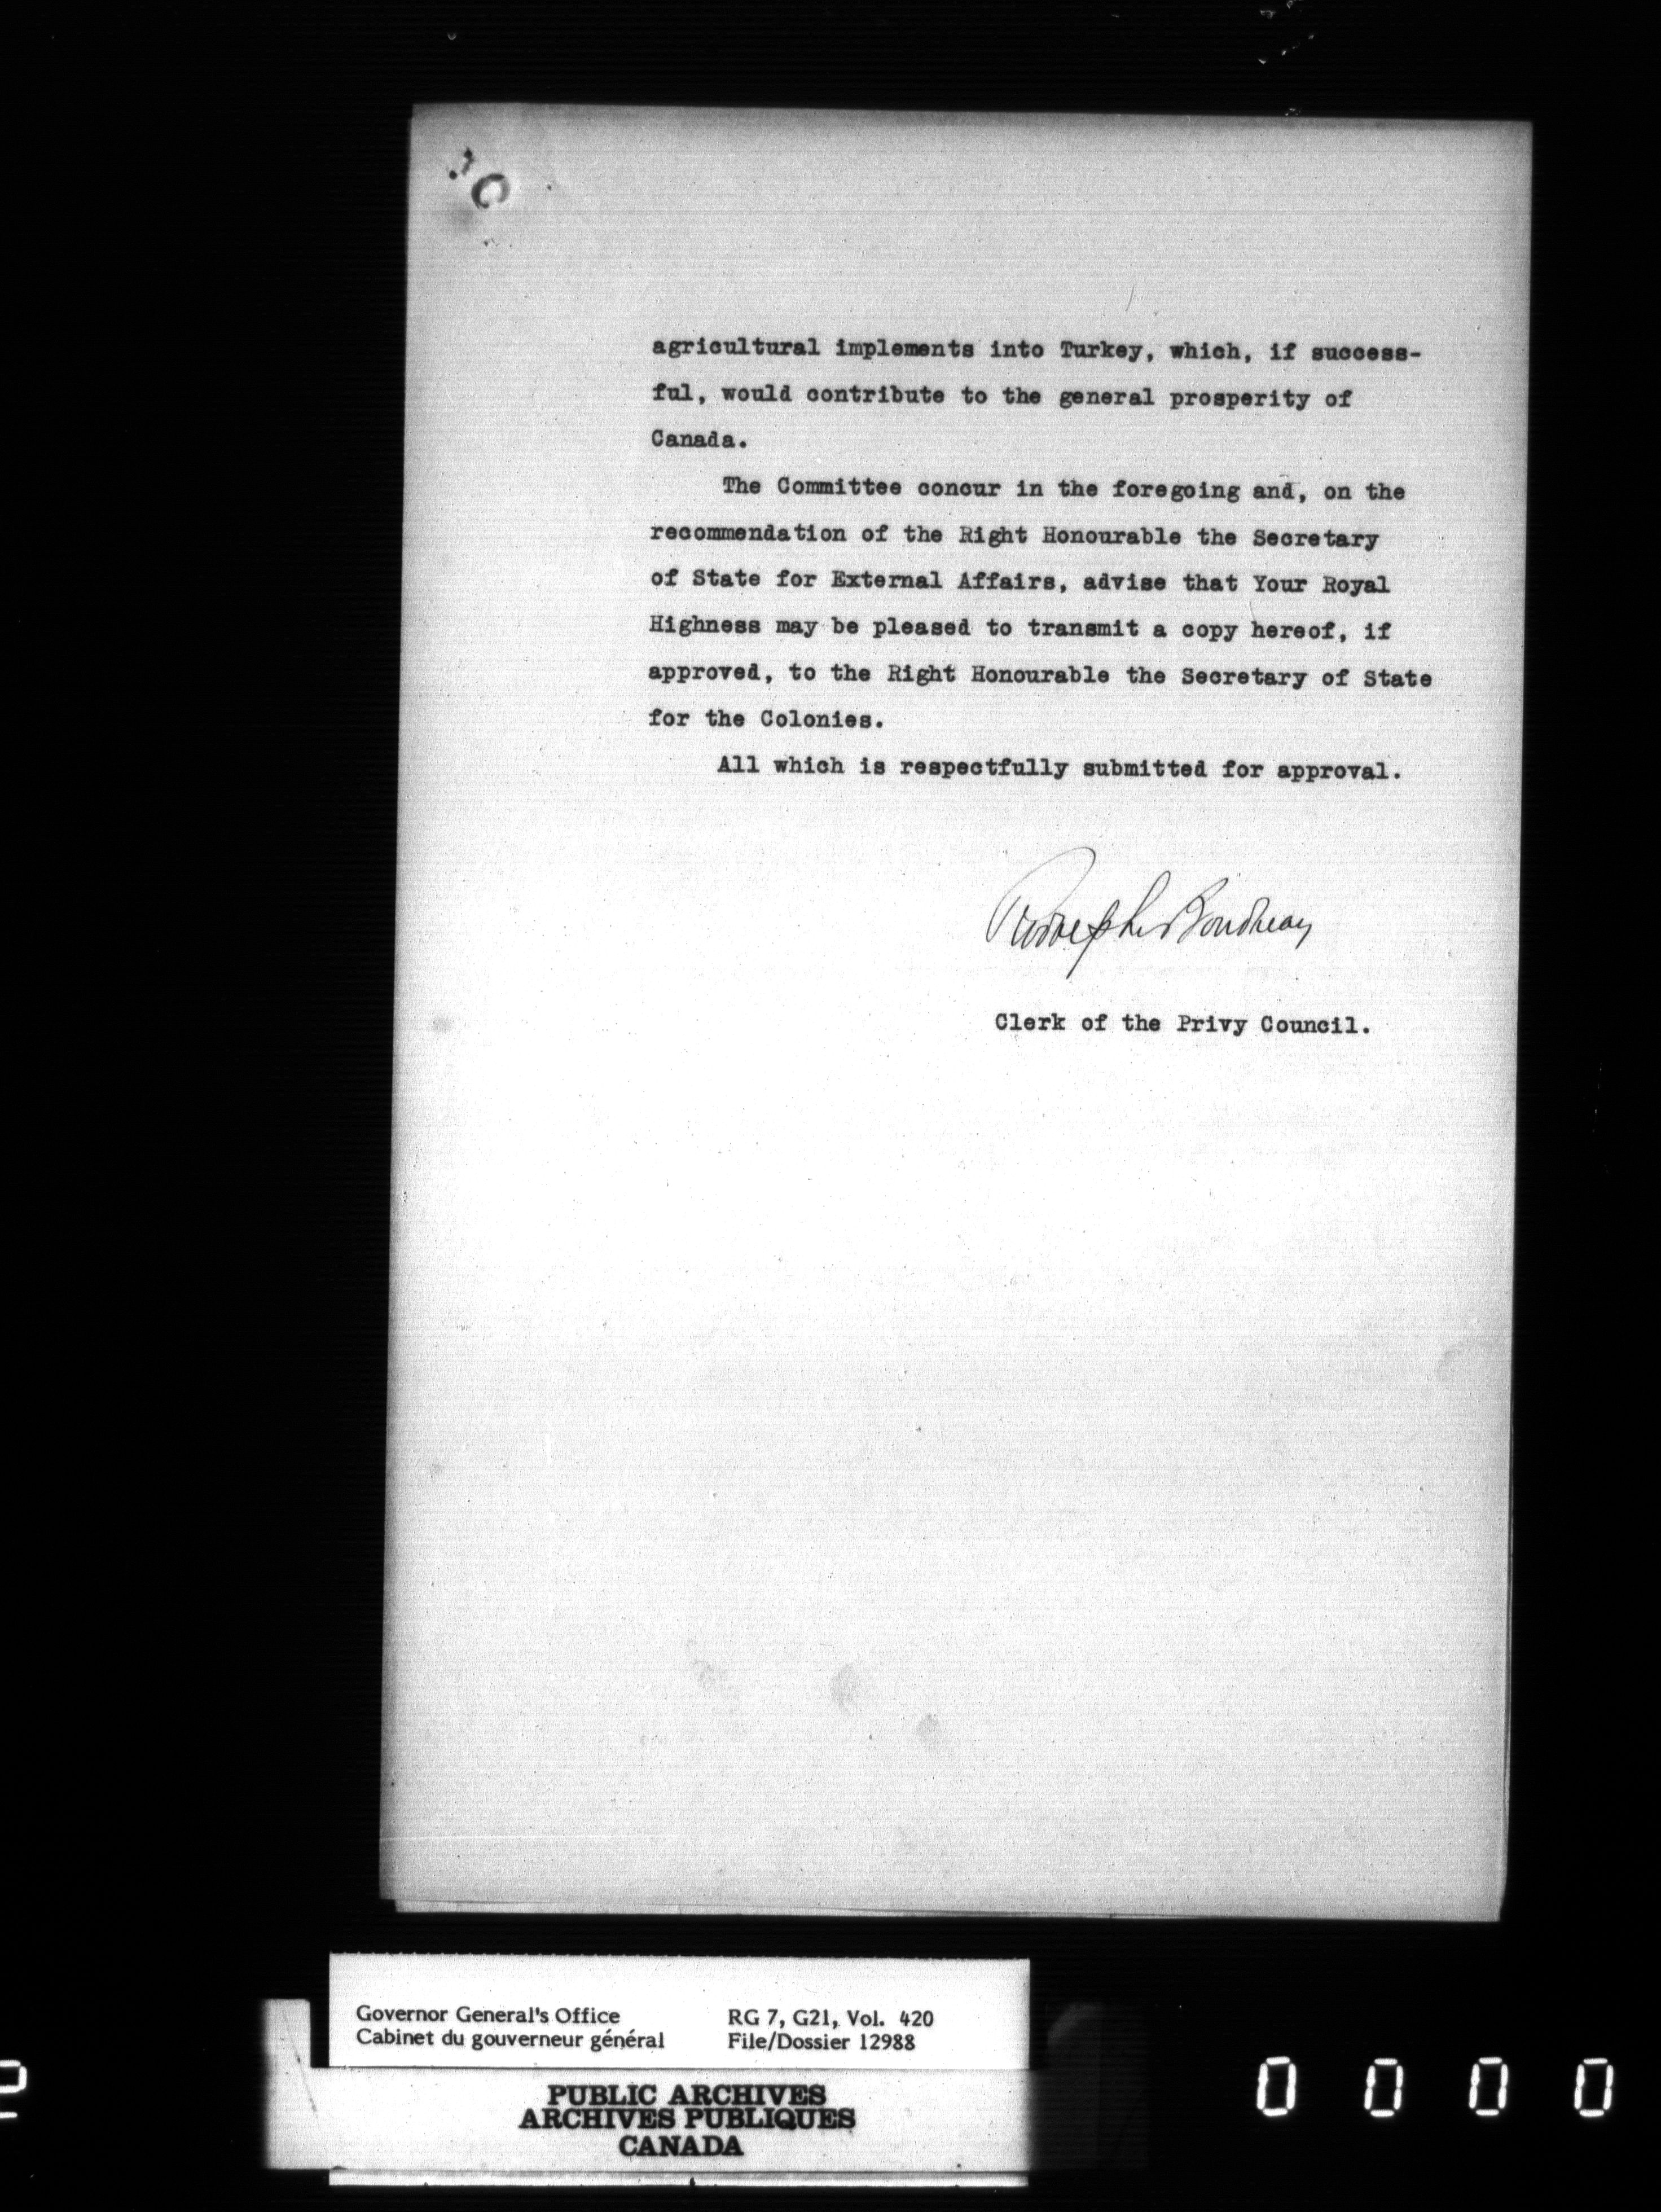 agricultural implements into Turkey, which, if success-
ful, would contribute to the general prosperity of
Canada.
The Committee concur in the foregoing and, on the
recommendation of the Right Honourable the Secretary
of State for External Affairs, advise that Your Royal
Highness may be pleased to transmit a copy hereof, if
approved, to the Right Honourable the Secretary of State
for the Colonies.
All which is respectfully submitted for approval.
Rodolphe Boudreau
Clerk of the Privy Council.
Governor General's Office RG 7, G21, Vol. 420
Cabinet du gouverneur général File/Dossier 12988
PUBLIC ARCHIVES
ARCHIVES PUBLIQUES
CANADA
0 0 0 0